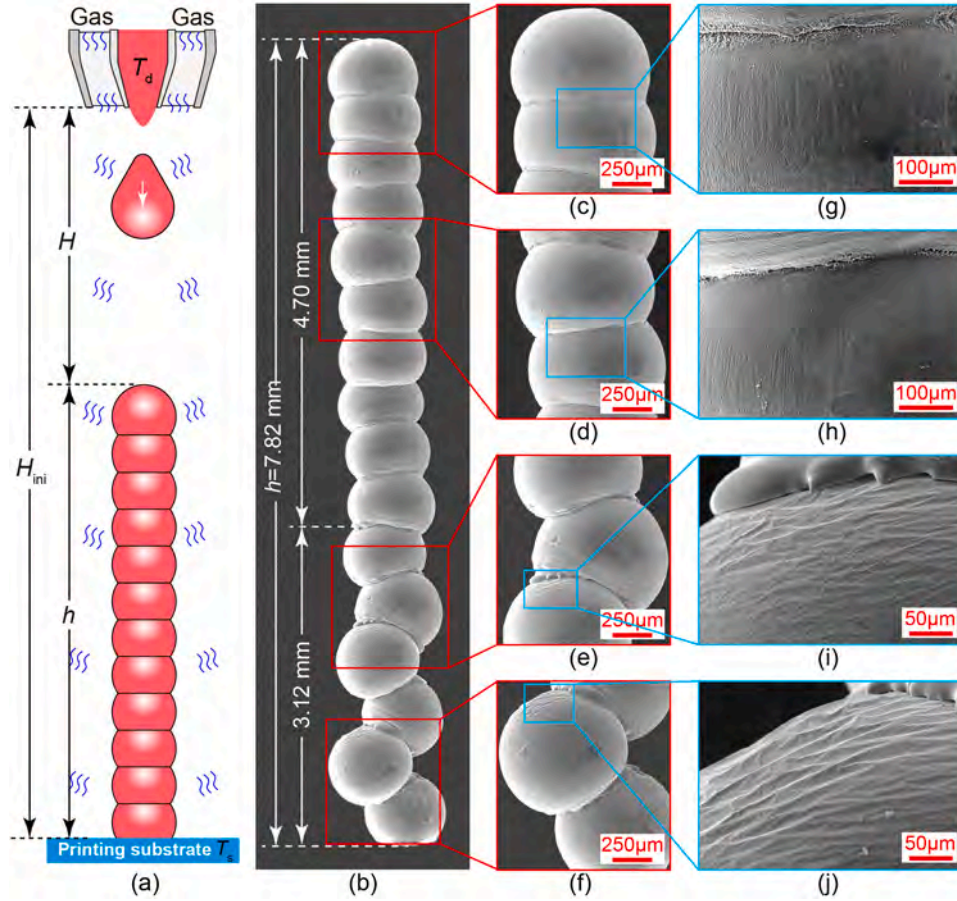 Gas
Gas
T_d
H
H_ini
h
Printing substrate T_s
(a)
h=7.82 mm
4.70 mm
3.12 mm
(b)
250μm
(c)
250μm
(d)
250μm
(e)
250μm
(f)
100μm
(g)
100μm
(h)
50μm
(i)
50μm
(j)